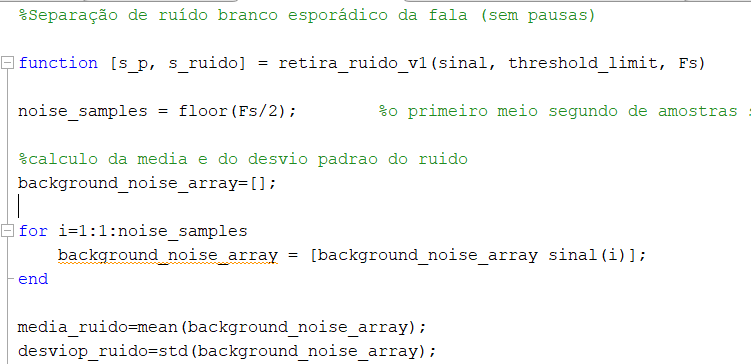 %Separação de ruído branco esporádico da fala (sem pausas)
function [s_p, s_ruido] = retira_ruido_v1(sinal, threshold_limit, Fs)
noise_samples = floor(Fs/2);        %o primeiro meio segundo de amostras
%calculo da media e do desvio padrao do ruido
background_noise_array=[];
for i=1:1:noise_samples
    background_noise_array = [background_noise_array sinal(i)];
end
media_ruido=mean(background_noise_array);
desviop_ruido=std(background_noise_array);